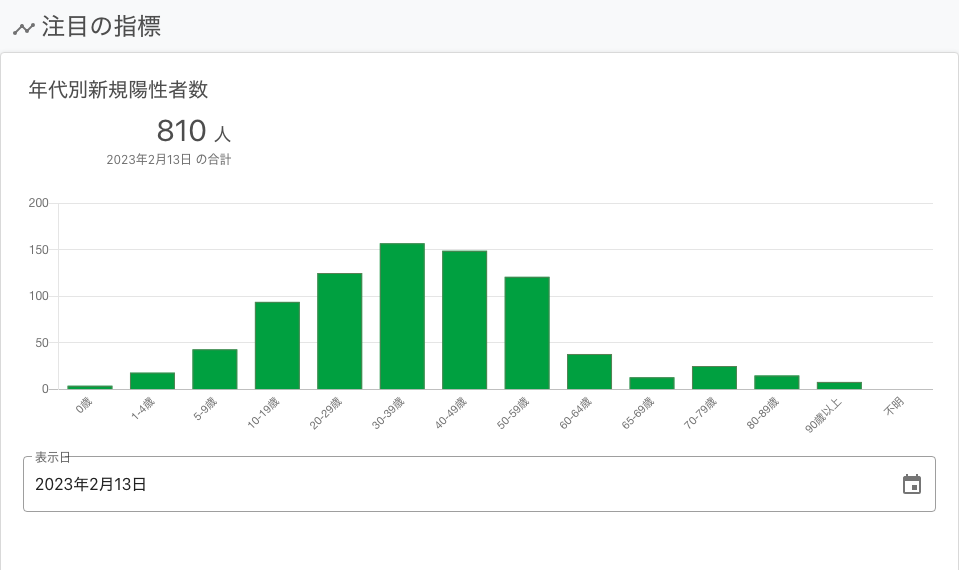 注目の指標
年代別新規陽性者数
810 人
2023年2月13日 の合計
200
150
100
50
0
0歳
1-4歳
5-9歳
10-19歳
20-29歳
30-39歳
40-49歳
50-59歳
60-64歳
65-69歳
70-79歳
80-89歳
90歳以上
不明
表示日
2023年2月13日